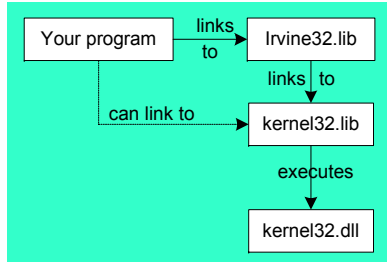 Your program
links
to
Irvine32.lib
links to
can link to
kernel32.lib
executes
kernel32.dll